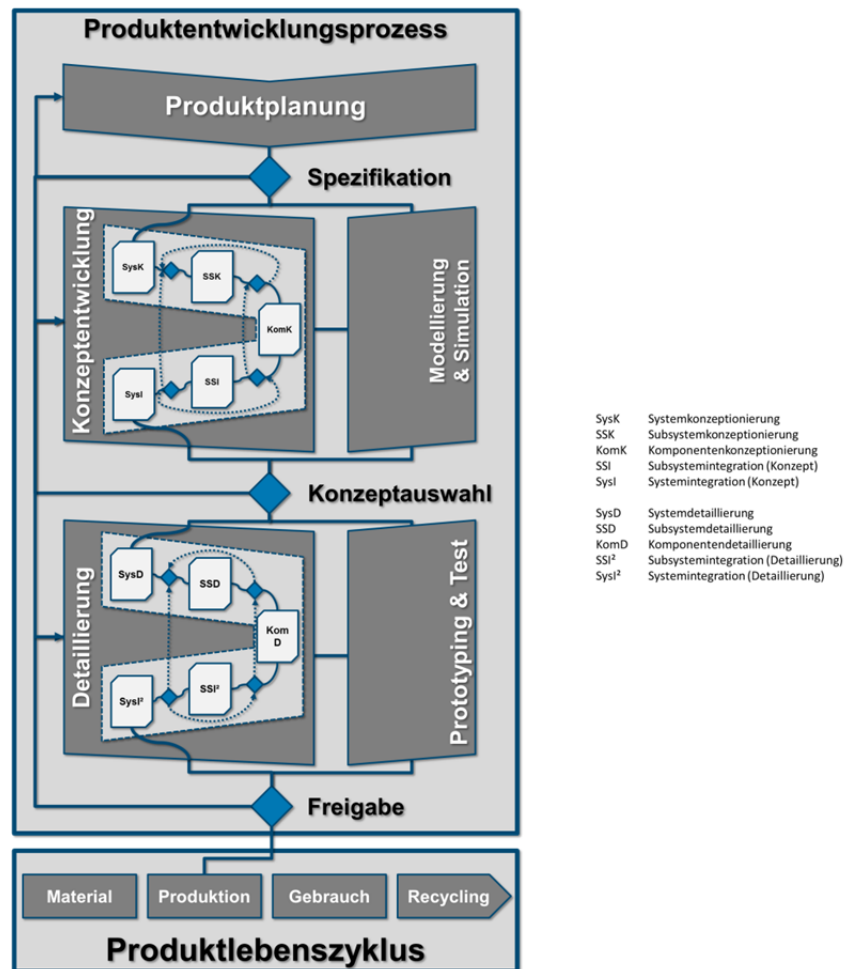 Produktentwicklungsprozess
Produktplanung
Spezifikation
Konzeptentwicklung
SysK
SSK
KomK
SSI
SysI
Modellierung
& Simulation
Konzeptauswahl
Detaillierung
SysD
SSD
Kom
D
SSI²
SysI²
Prototyping & Test
Freigabe
Material
Produktion
Gebrauch
Recycling
Produktlebenszyklus
SysK Systemkonzeptionierung
SSK Subsystemkonzeptionierung
KomK Komponentenkonzeptionierung
SSI Subsystemintegration (Konzept)
SysI Systemintegration (Konzept)
SysD Systemdetaillierung
SSD Subsystemdetaillierung
KomD Komponentendetaillierung
SSI² Subsystemintegration (Detaillierung)
SysI² Systemintegration (Detaillierung)